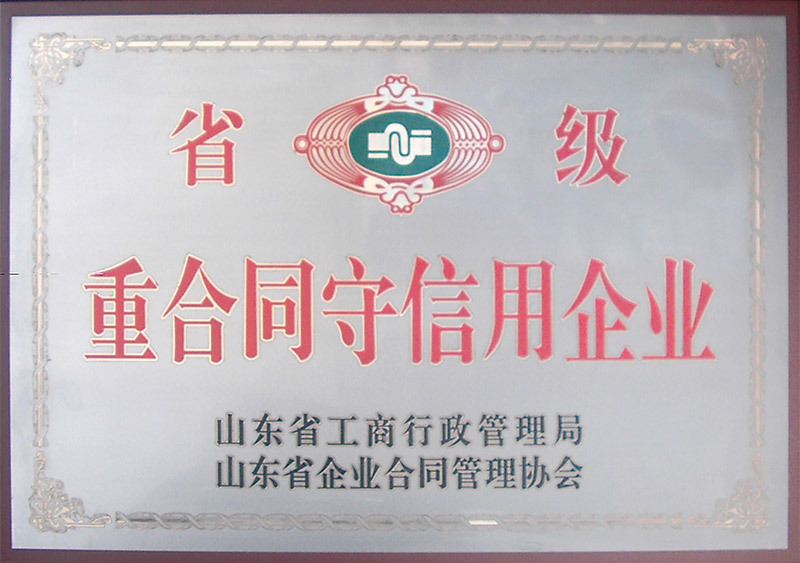 省级
重合同守信用企业
山东省工商行政管理局
山东省企业合同管理协会